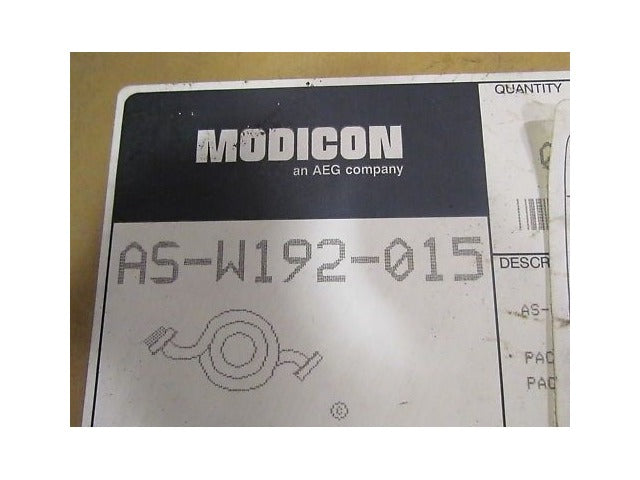 MODICON
an AEG company
QUANTITY
Q
AS-W192-015
DESCR
AS-
PAC
PAC
©